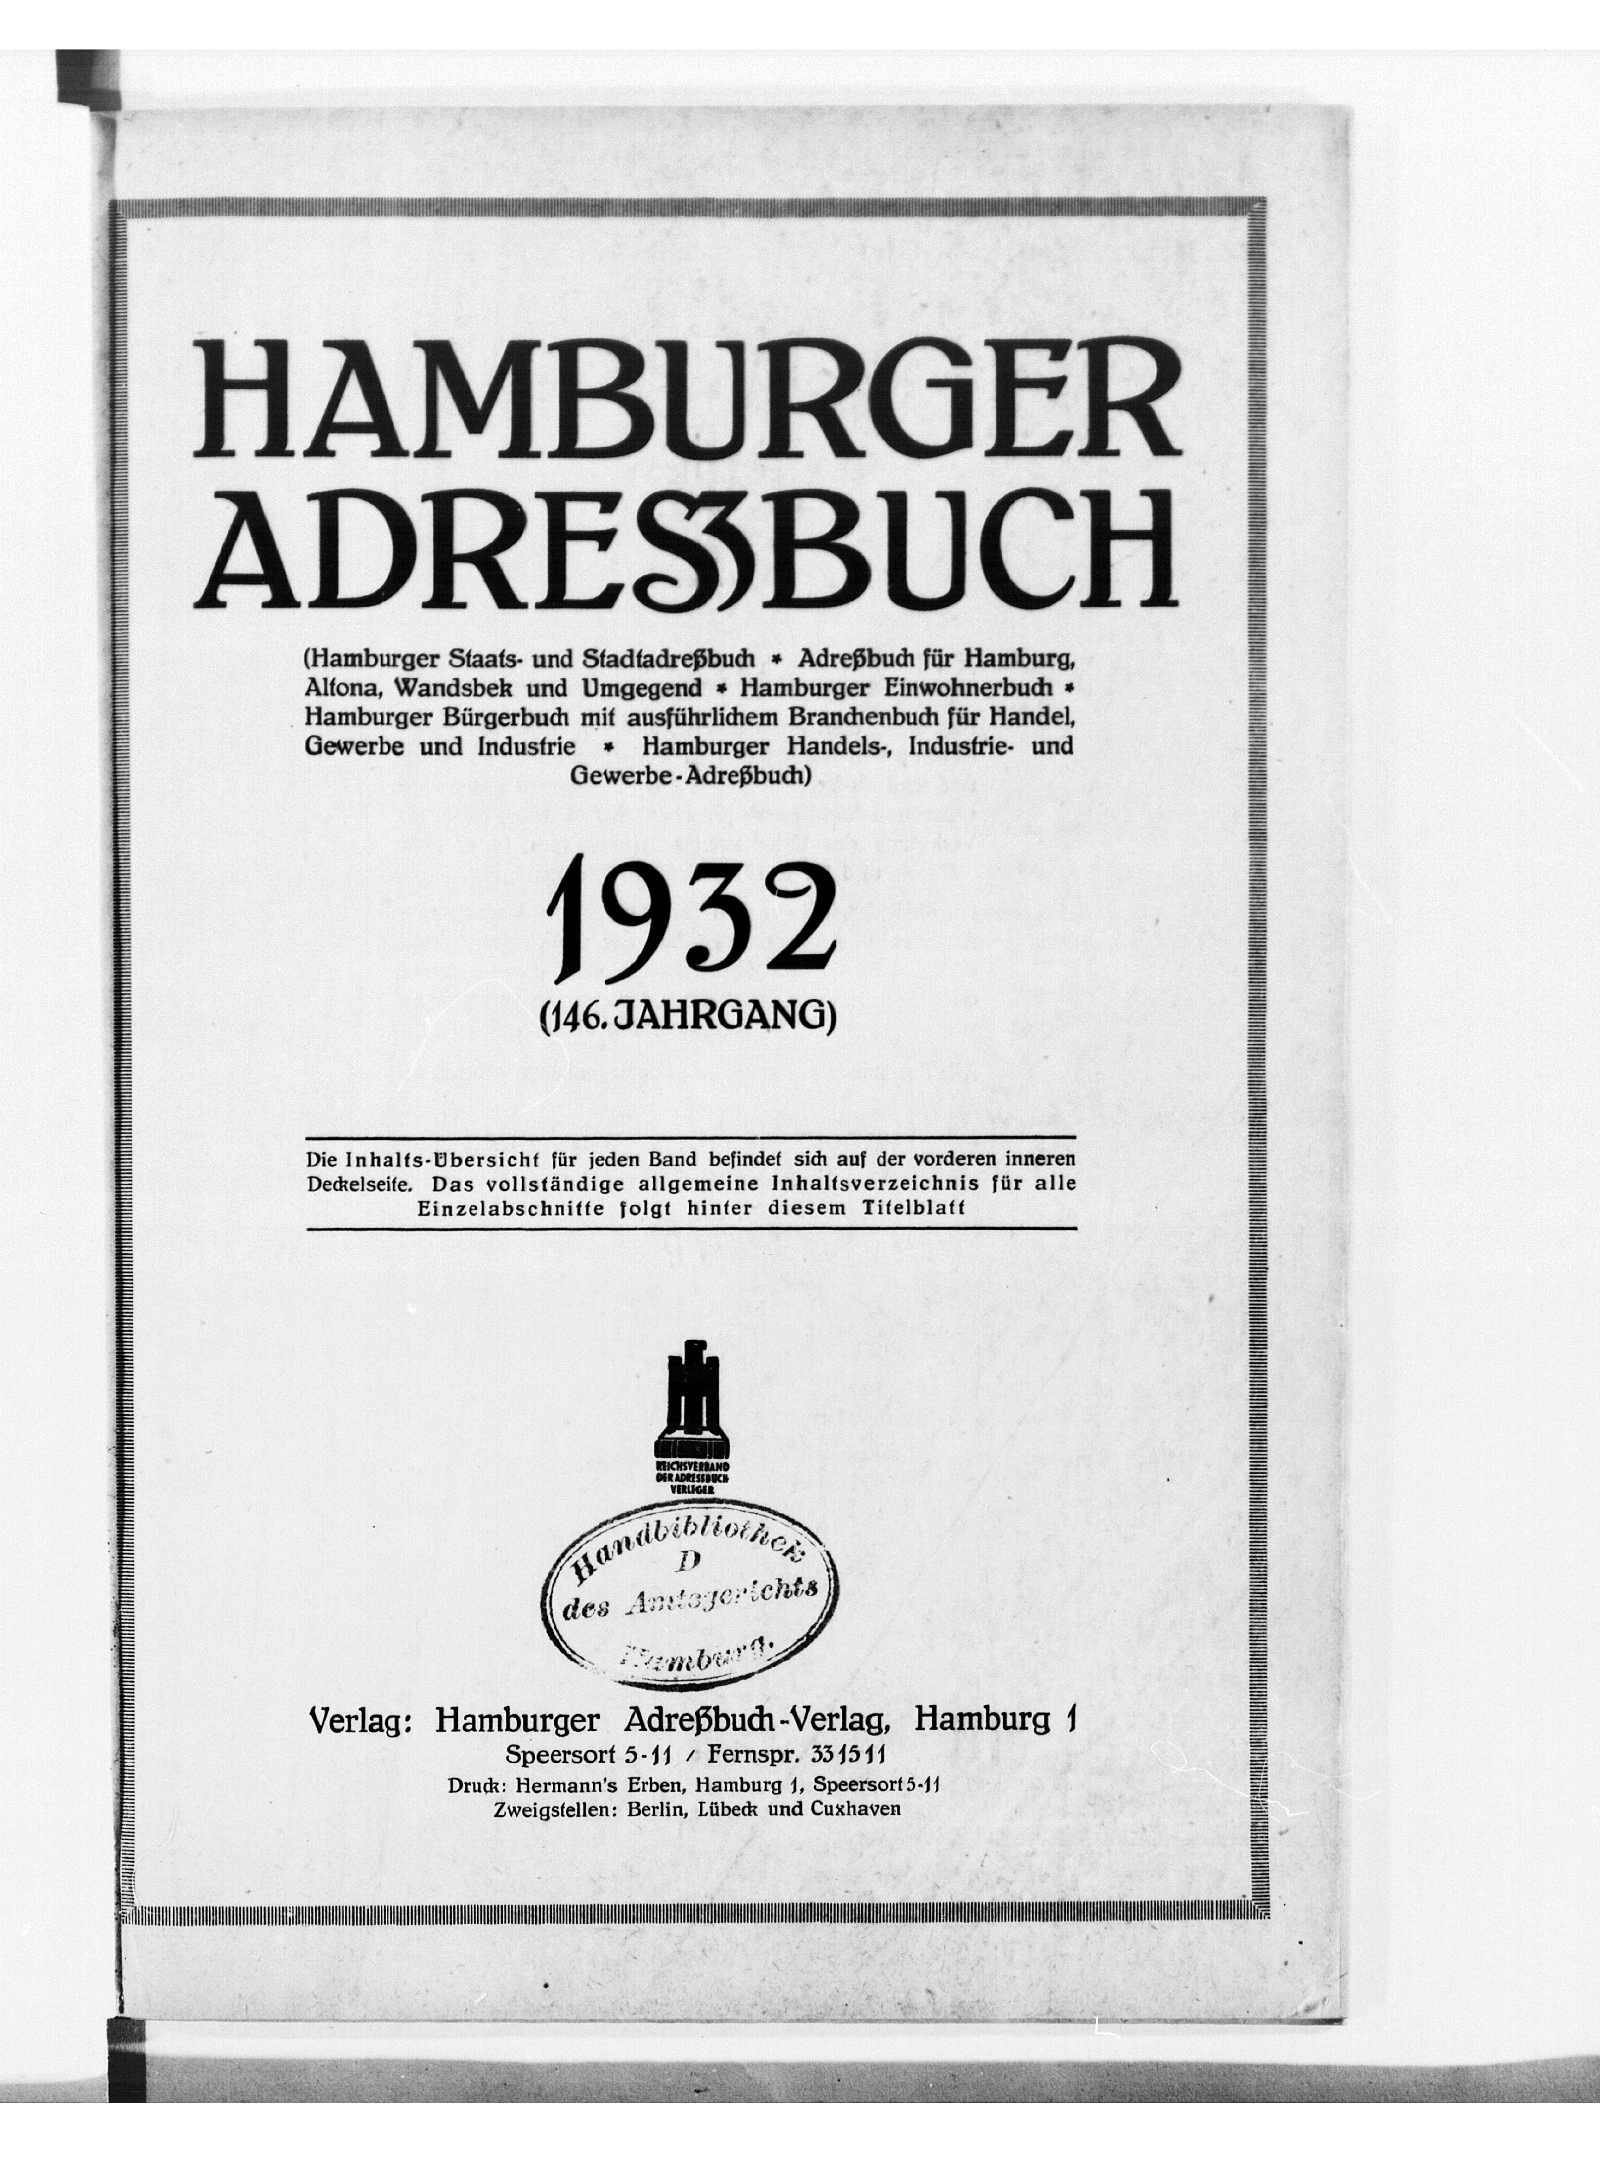 HAMBURGER
ADREẞBUCH
(Hamburger Staats- und Stadtadreßbuch * Adreßbuch für Hamburg,
Altona, Wandsbek und Umgegend * Hamburger Einwohnerbuch *
Hamburger Bürgerbuch mit ausführlichem Branchenbuch für Handel,
Gewerbe und Industrie * Hamburger Handels-, Industrie- und
Gewerbe-Adreßbuch)
1932
(146. JAHRGANG)
Die Inhalts-Übersicht für jeden Band befindet sich auf der vorderen inneren
Deckelseite. Das vollständige allgemeine Inhaltsverzeichnis für alle
Einzelabschnitte folgt hinter diesem Titelblatt
REICHSVERBAND
DER ADRESSBUCH
VERLEGER
Handbibliothek
D
des Amtsgerichts
Hamburg.
Verlag: Hamburger Adreßbuch-Verlag, Hamburg 1
Speersort 5-11 / Fernspr. 33 15 11
Druck: Hermann's Erben, Hamburg 1, Speersort 5-11
Zweigstellen: Berlin, Lübeck und Cuxhaven